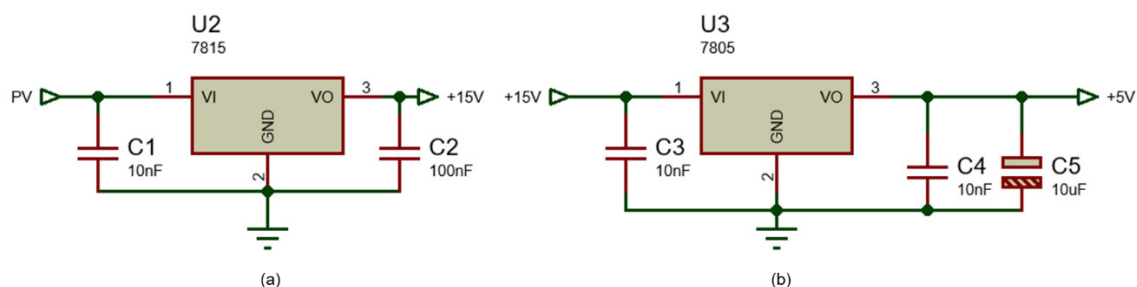 U2
7815
PV
1
VI
VO
3
+15V
GND
2
C1
10nF
C2
100nF
(a)
U3
7805
+15V
1
VI
VO
3
+5V
GND
2
C3
10nF
C4
10nF
C5
10uF
(b)